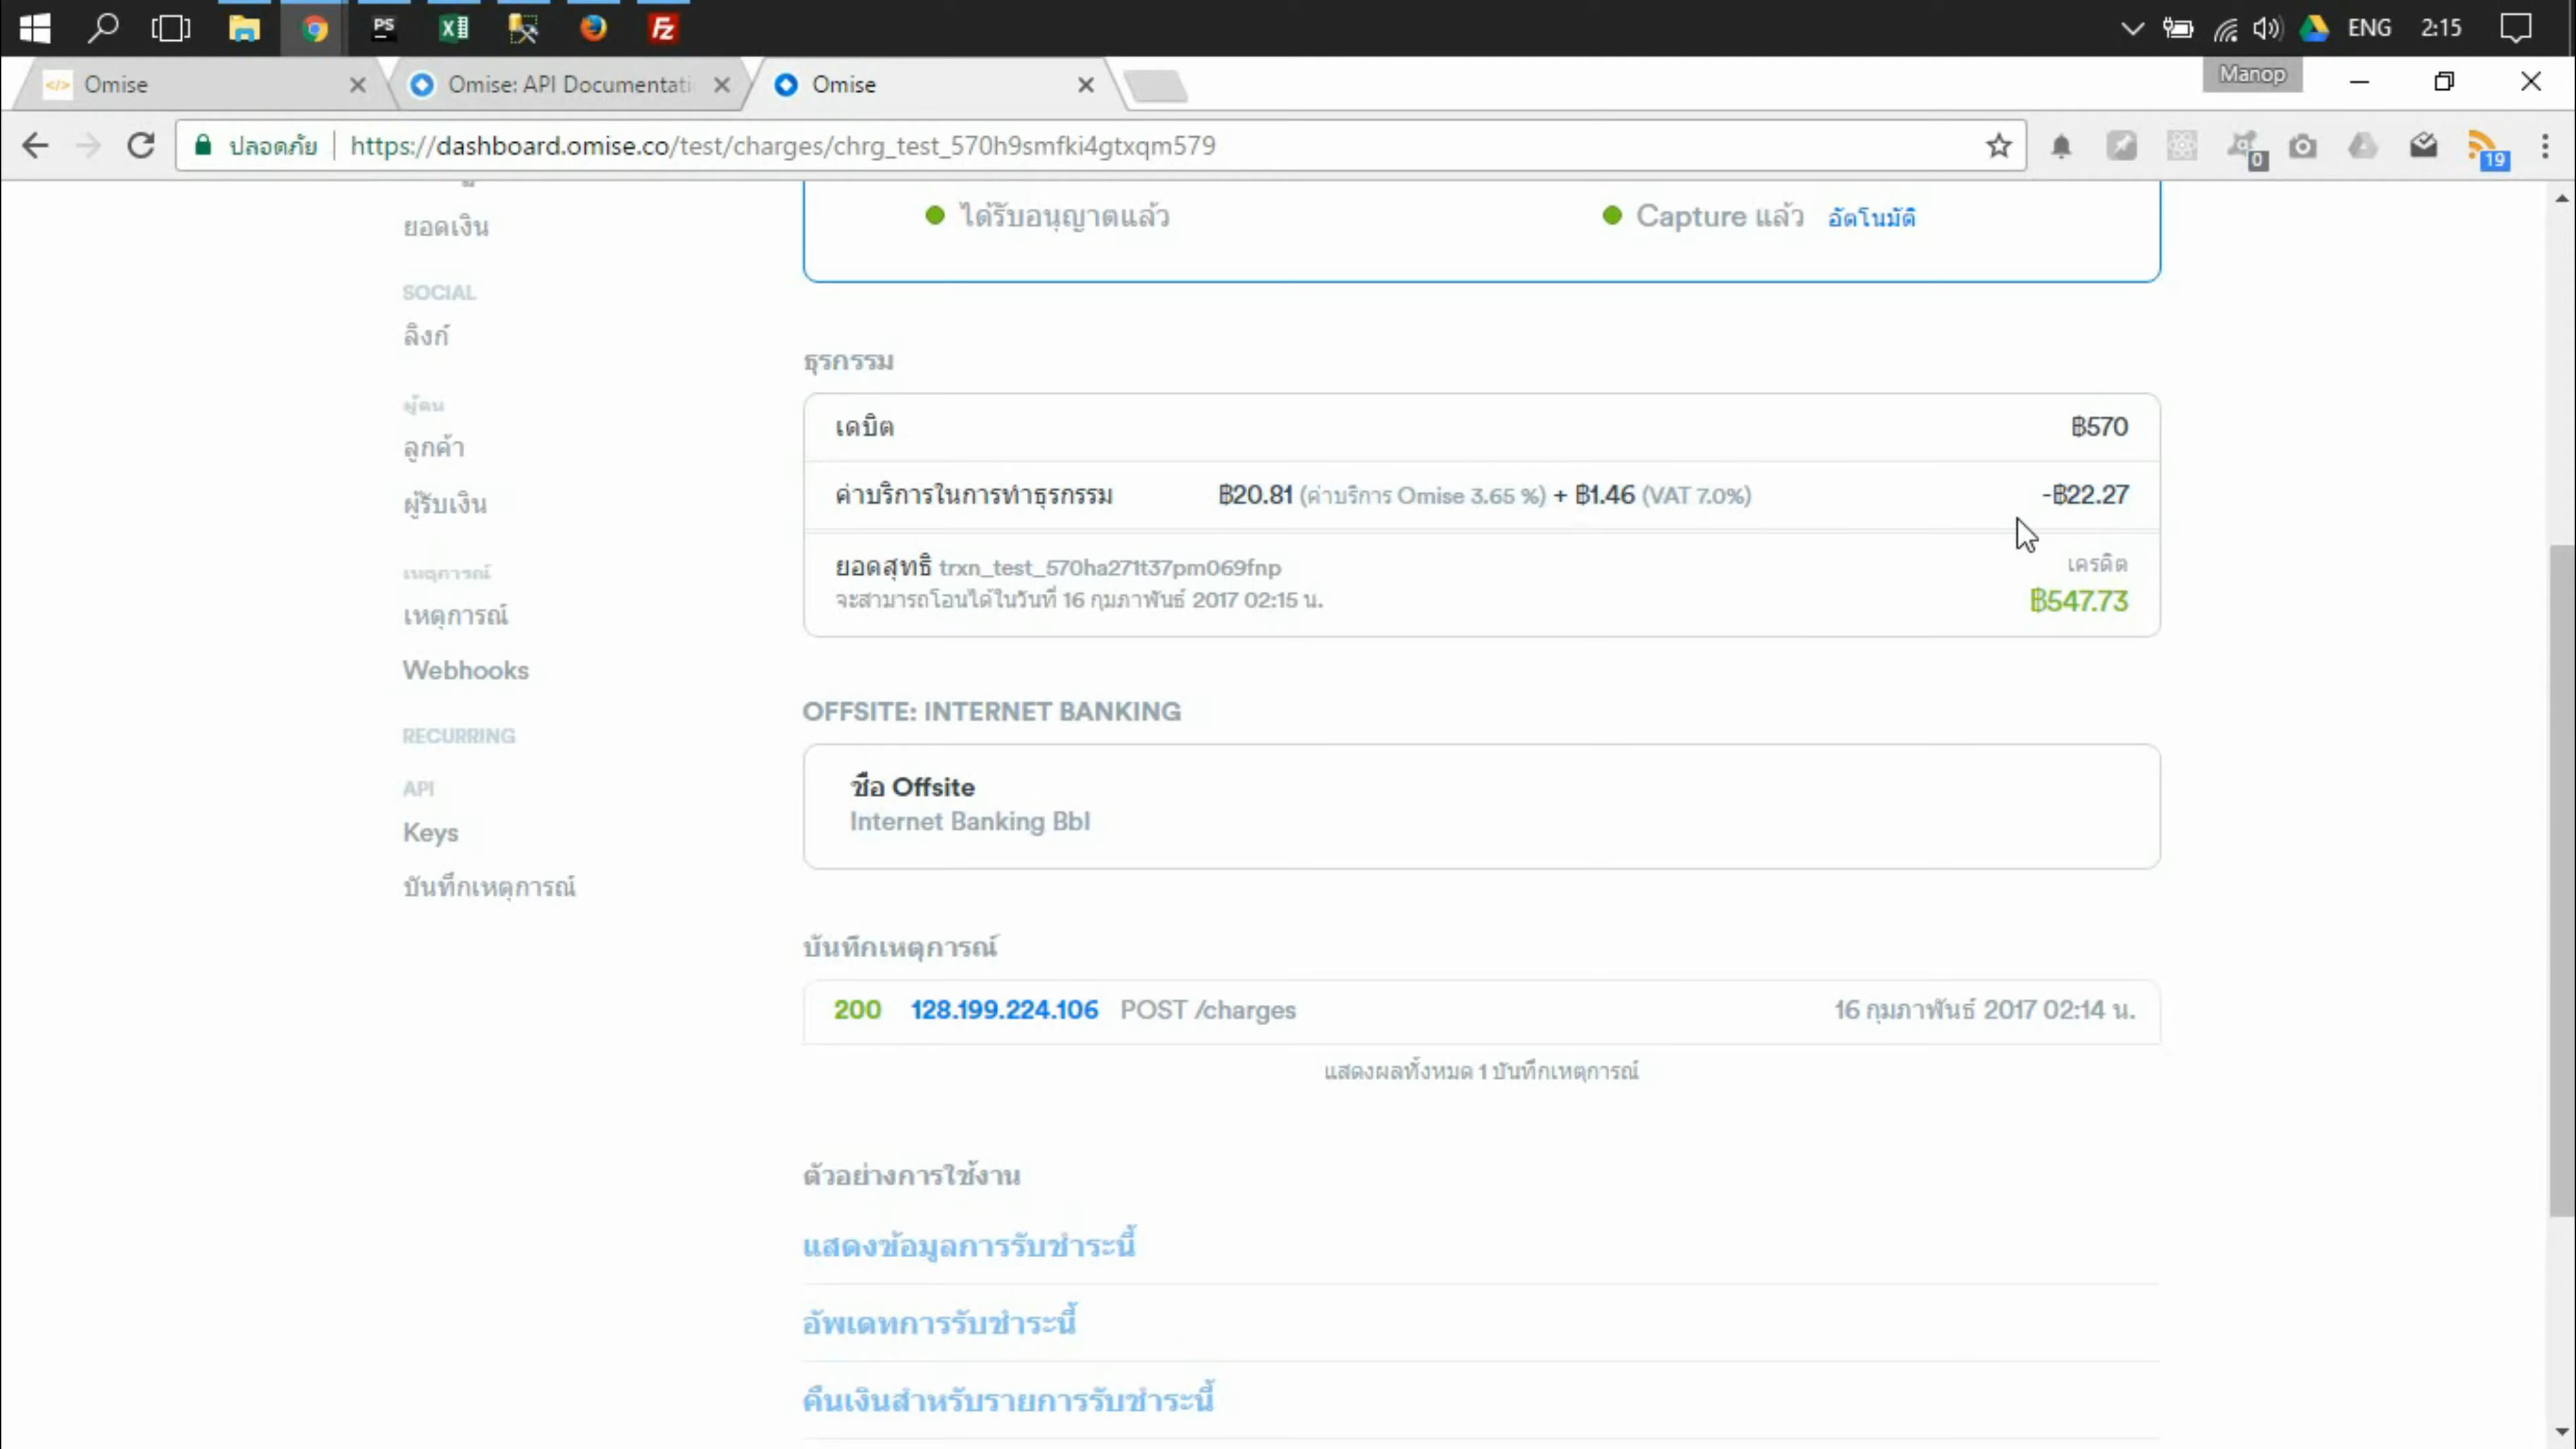 ENG 2:15
Omise
Omise: API Documentati
Omise
Manop
ปลอดภัย https://dashboard.omise.co/test/charges/chrg_test_570h9smfki4gtxqm579
0
19
ยอดเงิน
SOCIAL
ลิงก์
ผู้คน
ลูกค้า
ผู้รับเงิน
เหตุการณ์
เหตุการณ์
Webhooks
RECURRING
API
Keys
บันทึกเหตุการณ์
ได้รับอนุญาตแล้ว
Capture แล้ว อัตโนมัติ
ธุรกรรม
เดบิต ฿570
ค่าบริการในการทำธุรกรรม ฿20.81 (ค่าบริการ Omise 3.65 %) + ฿1.46 (VAT 7.0%) -฿22.27
ยอดสุทธิ trxn_test_570ha271t37pm069fnp เครดิต
จะสามารถโอนได้ในวันที่ 16 กุมภาพันธ์ 2017 02:15 น. ฿547.73
OFFSITE: INTERNET BANKING
ชื่อ Offsite
Internet Banking Bbl
บันทึกเหตุการณ์
200 128.199.224.106 POST /charges 16 กุมภาพันธ์ 2017 02:14 น.
แสดงผลทั้งหมด 1 บันทึกเหตุการณ์
ตัวอย่างการใช้งาน
แสดงข้อมูลการรับชำระนี้
อัพเดทการรับชำระนี้
คืนเงินสำหรับรายการรับชำระนี้